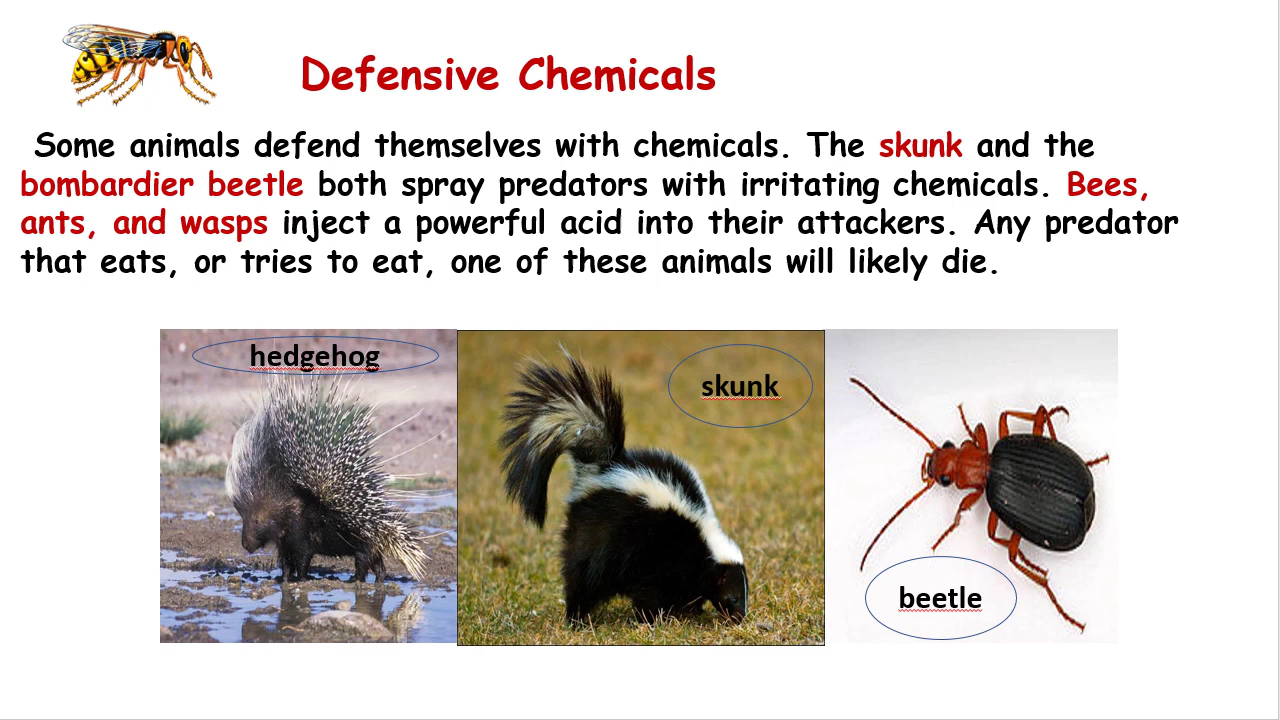 Defensive Chemicals
Some animals defend themselves with chemicals. The skunk and the
bombardier beetle both spray predators with irritating chemicals. Bees,
ants, and wasps inject a powerful acid into their attackers. Any predator
that eats, or tries to eat, one of these animals will likely die.
hedgehog
skunk
beetle